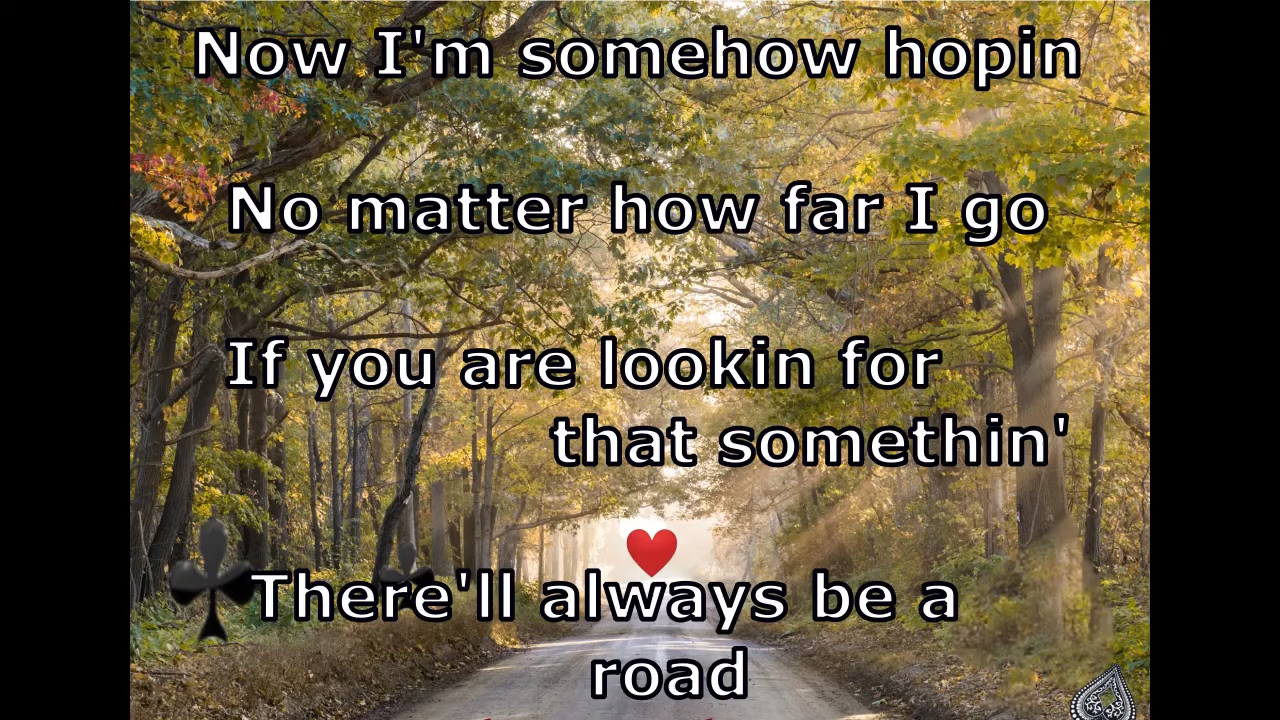 Now I'm somehow hopin
No matter how far I go
If you are lookin for
that somethin'
There'll always be a
road